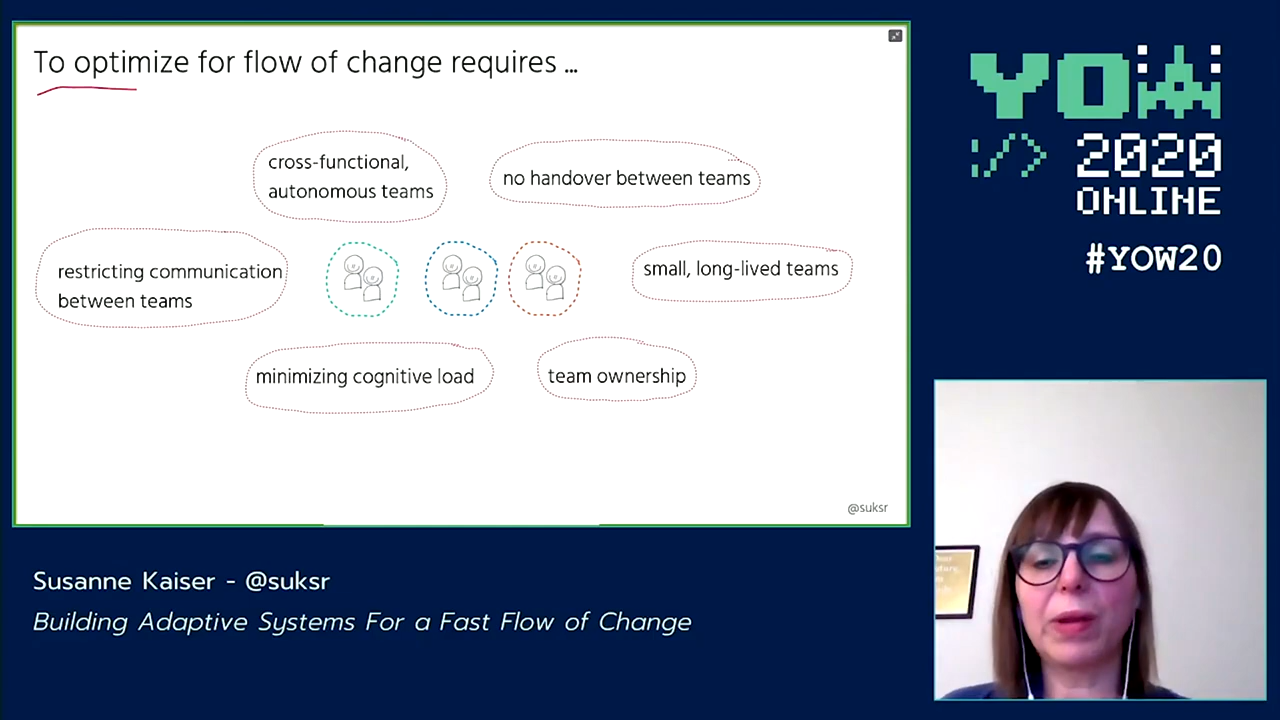 To optimize for flow of change requires ...
cross-functional,
autonomous teams
no handover between teams
restricting communication
between teams
small, long-lived teams
minimizing cognitive load
team ownership
@suksr
YOW
:/>
2020
ONLINE
#YOW20
Susanne Kaiser - @suksr
Building Adaptive Systems For a Fast Flow of Change